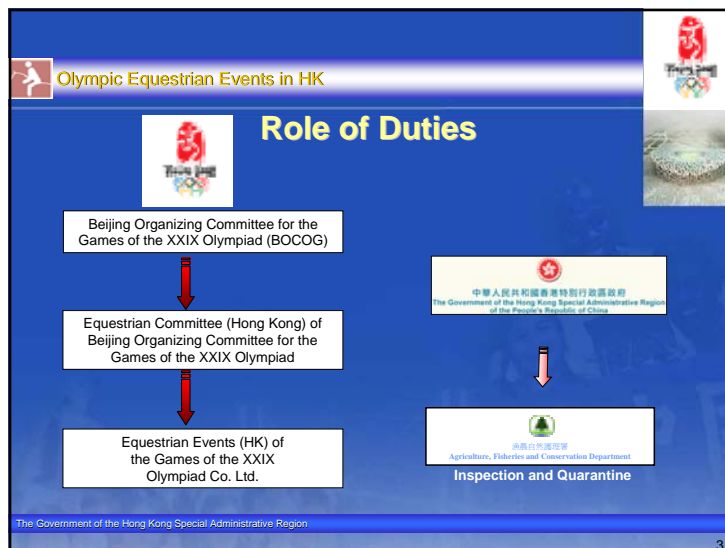 Olympic Equestrian Events in HK
Role of Duties
Beijing Organizing Committee for the
Games of the XXIX Olympiad (BOCOG)
Equestrian Committee (Hong Kong) of
Beijing Organizing Committee for the
Games of the XXIX Olympiad
Equestrian Events (HK) of
the Games of the XXIX
Olympiad Co. Ltd.
中華人民共和國香港特別行政區政府
The Government of the Hong Kong Special Administrative Region
of the People's Republic of China
漁農自然護理署
Agriculture, Fisheries and Conservation Department
Inspection and Quarantine
The Government of the Hong Kong Special Administrative Region
3